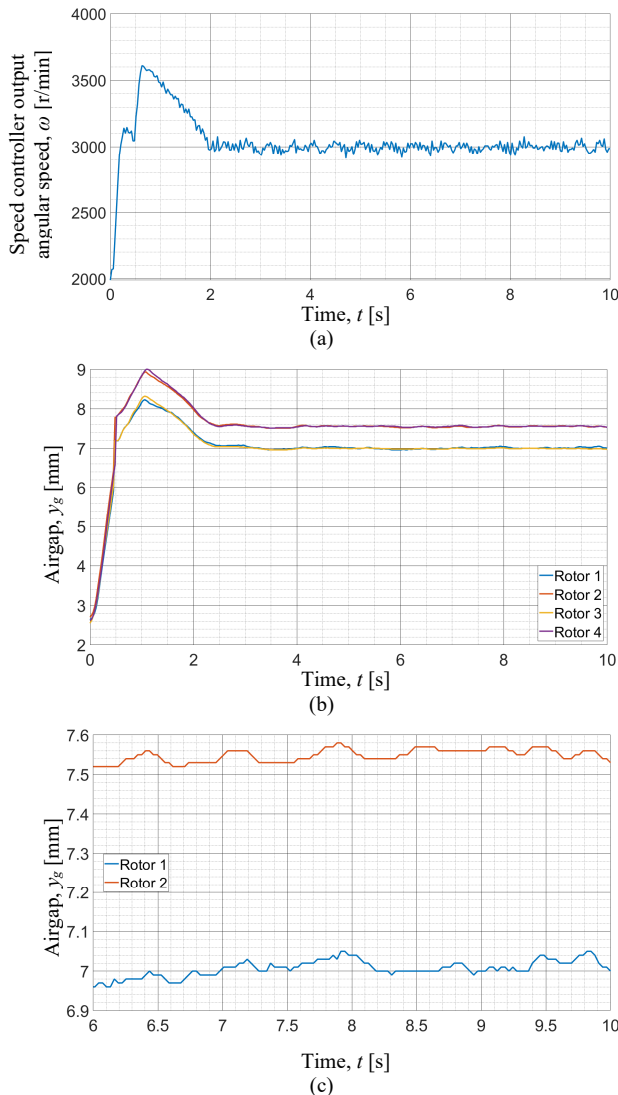 4000
3500
3000
2500
2000
Speed controller output
angular speed, ω [r/min]
0 2 4 6 8 10
Time, t [s]
(a)
9
8
7
6
5
4
3
2
Airgap, yg [mm]
Rotor 1
Rotor 2
Rotor 3
Rotor 4
0 2 4 6 8 10
Time, t [s]
(b)
7.6
7.5
7.4
7.3
7.2
7.1
7
6.9
Airgap, yg [mm]
Rotor 1
Rotor 2
6 6.5 7 7.5 8 8.5 9 9.5 10
Time, t [s]
(c)